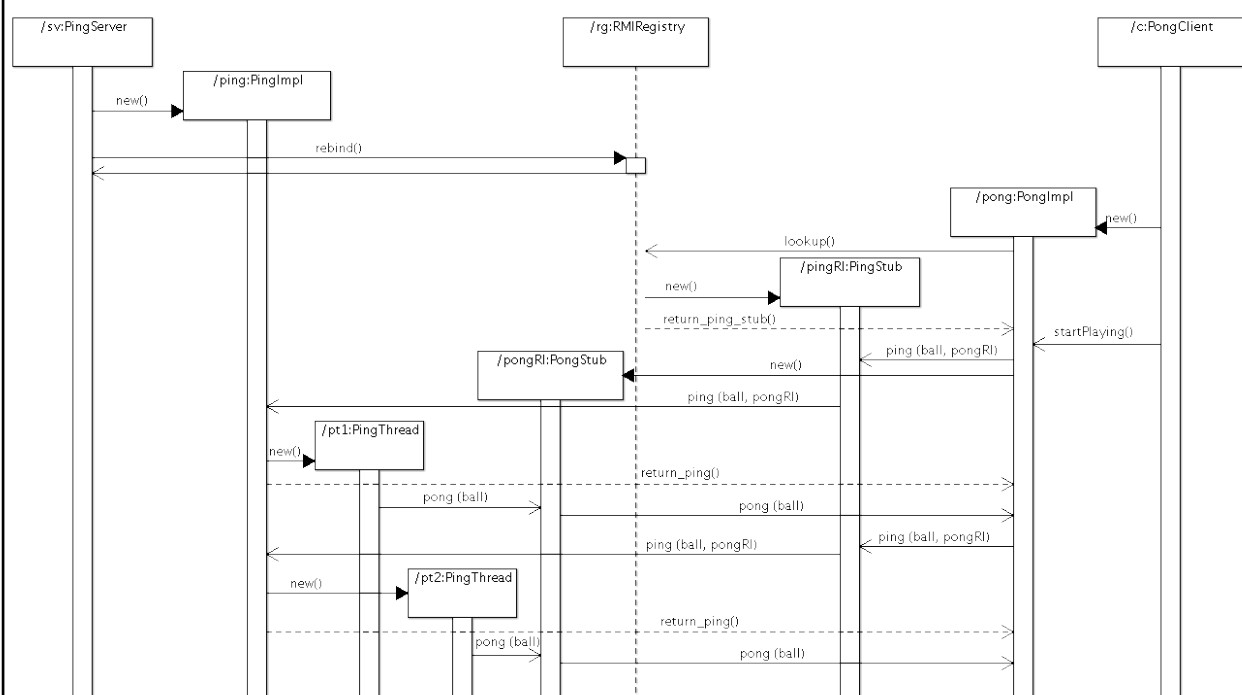 /sv:PingServer
/rg:RMIRegistry
/c:PongClient
/ping:PingImpl
new()
rebind()
/pong:PongImpl
new()
lookup()
/pingRI:PingStub
new()
return_ping_stub()
startPlaying()
ping (ball, pongRI)
/pongRI:PongStub
new()
ping (ball, pongRI)
/pt1:PingThread
new()
return_ping()
pong (ball)
pong (ball)
ping (ball, pongRI)
ping (ball, pongRI)
/pt2:PingThread
new()
return_ping()
pong (ball)
pong (ball)